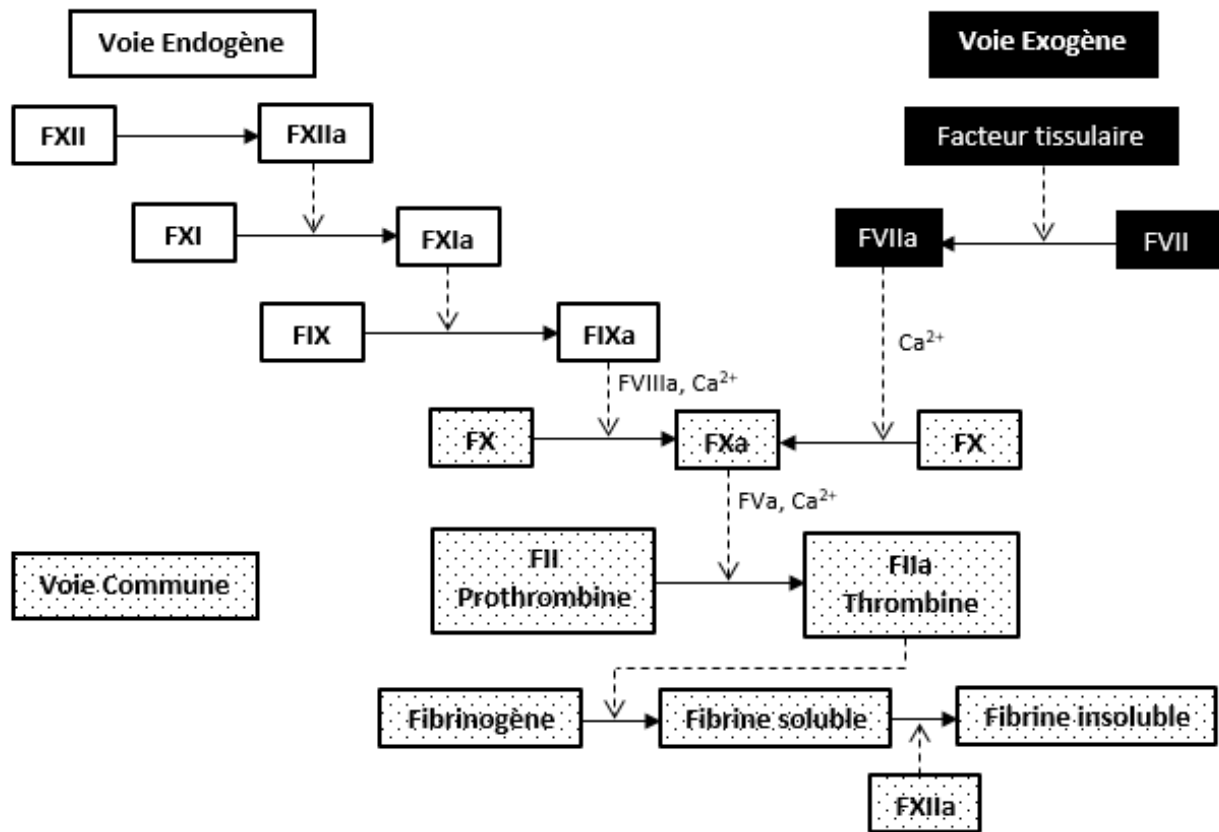 Voie Endogène
Voie Exogène
FXII
FXIIa
Facteur tissulaire
FXI
FXIa
FVIIa
FVII
FIX
FIXa
Ca²⁺
FVIIIa, Ca²⁺
FX
FXa
FX
FVa, Ca²⁺
Voie Commune
FII
Prothrombine
FIIa
Thrombine
Fibrinogène
Fibrine soluble
Fibrine insoluble
FXIIa